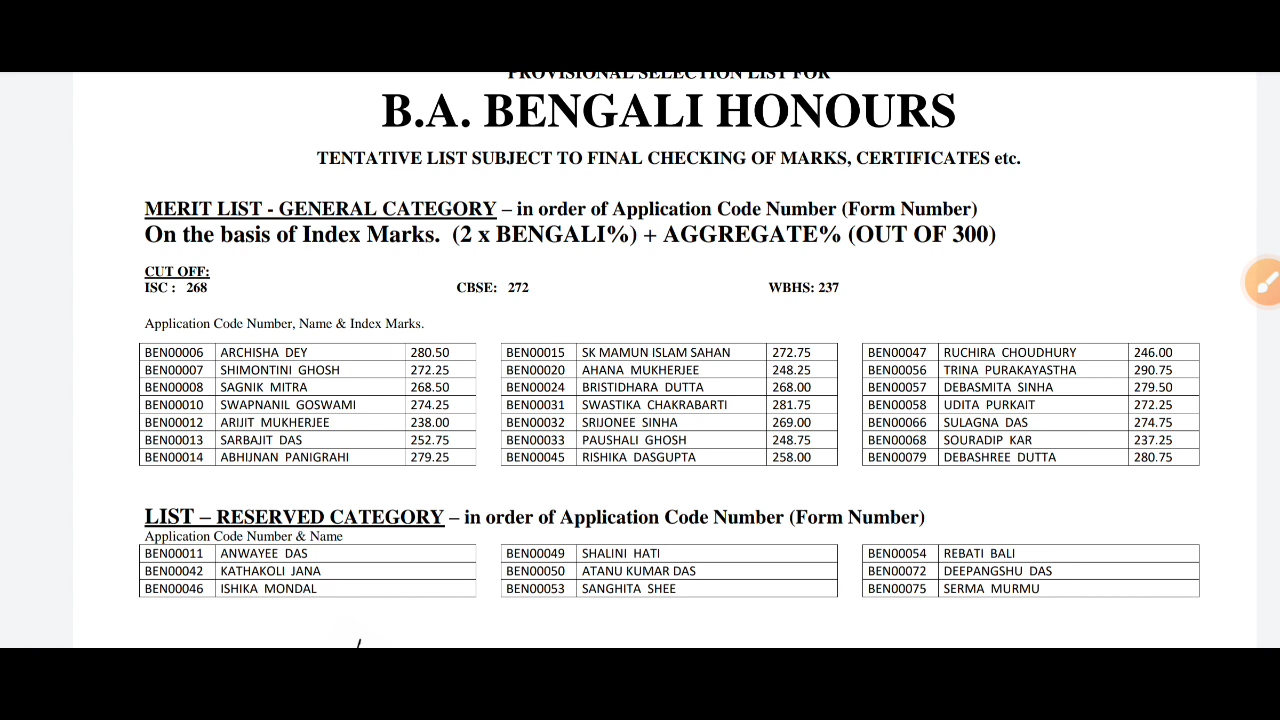 PROVISIONAL SELECTION LIST FOR
B.A. BENGALI HONOURS
TENTATIVE LIST SUBJECT TO FINAL CHECKING OF MARKS, CERTIFICATES etc.
MERIT LIST - GENERAL CATEGORY – in order of Application Code Number (Form Number)
On the basis of Index Marks. (2 x BENGALI%) + AGGREGATE% (OUT OF 300)
CUT OFF:
ISC : 268 CBSE: 272 WBHS: 237
Application Code Number, Name & Index Marks.
BEN00006 ARCHISHA DEY 280.50 BEN00015 SK MAMUN ISLAM SAHAN 272.75 BEN00047 RUCHIRA CHOUDHURY 246.00
BEN00007 SHIMONTINI GHOSH 272.25 BEN00020 AHANA MUKHERJEE 248.25 BEN00056 TRINA PURAKAYASTHA 290.75
BEN00008 SAGNIK MITRA 268.50 BEN00024 BRISTIDHARA DUTTA 268.00 BEN00057 DEBASMITA SINHA 279.50
BEN00010 SWAPNANIL GOSWAMI 274.25 BEN00031 SWASTIKA CHAKRABARTI 281.75 BEN00058 UDITA PURKAIT 272.25
BEN00012 ARIJIT MUKHERJEE 238.00 BEN00032 SRIJONEE SINHA 269.00 BEN00066 SULAGNA DAS 274.75
BEN00013 SARBAJIT DAS 252.75 BEN00033 PAUSHALI GHOSH 248.75 BEN00068 SOURADIP KAR 237.25
BEN00014 ABHIJNAN PANIGRAHI 279.25 BEN00045 RISHIKA DASGUPTA 258.00 BEN00079 DEBASHREE DUTTA 280.75
LIST – RESERVED CATEGORY – in order of Application Code Number (Form Number)
Application Code Number & Name
BEN00011 ANWAYEE DAS BEN00049 SHALINI HATI BEN00054 REBATI BALI
BEN00042 KATHAKOLI JANA BEN00050 ATANU KUMAR DAS BEN00072 DEEPANGSHU DAS
BEN00046 ISHIKA MONDAL BEN00053 SANGHITA SHEE BEN00075 SERMA MURMU